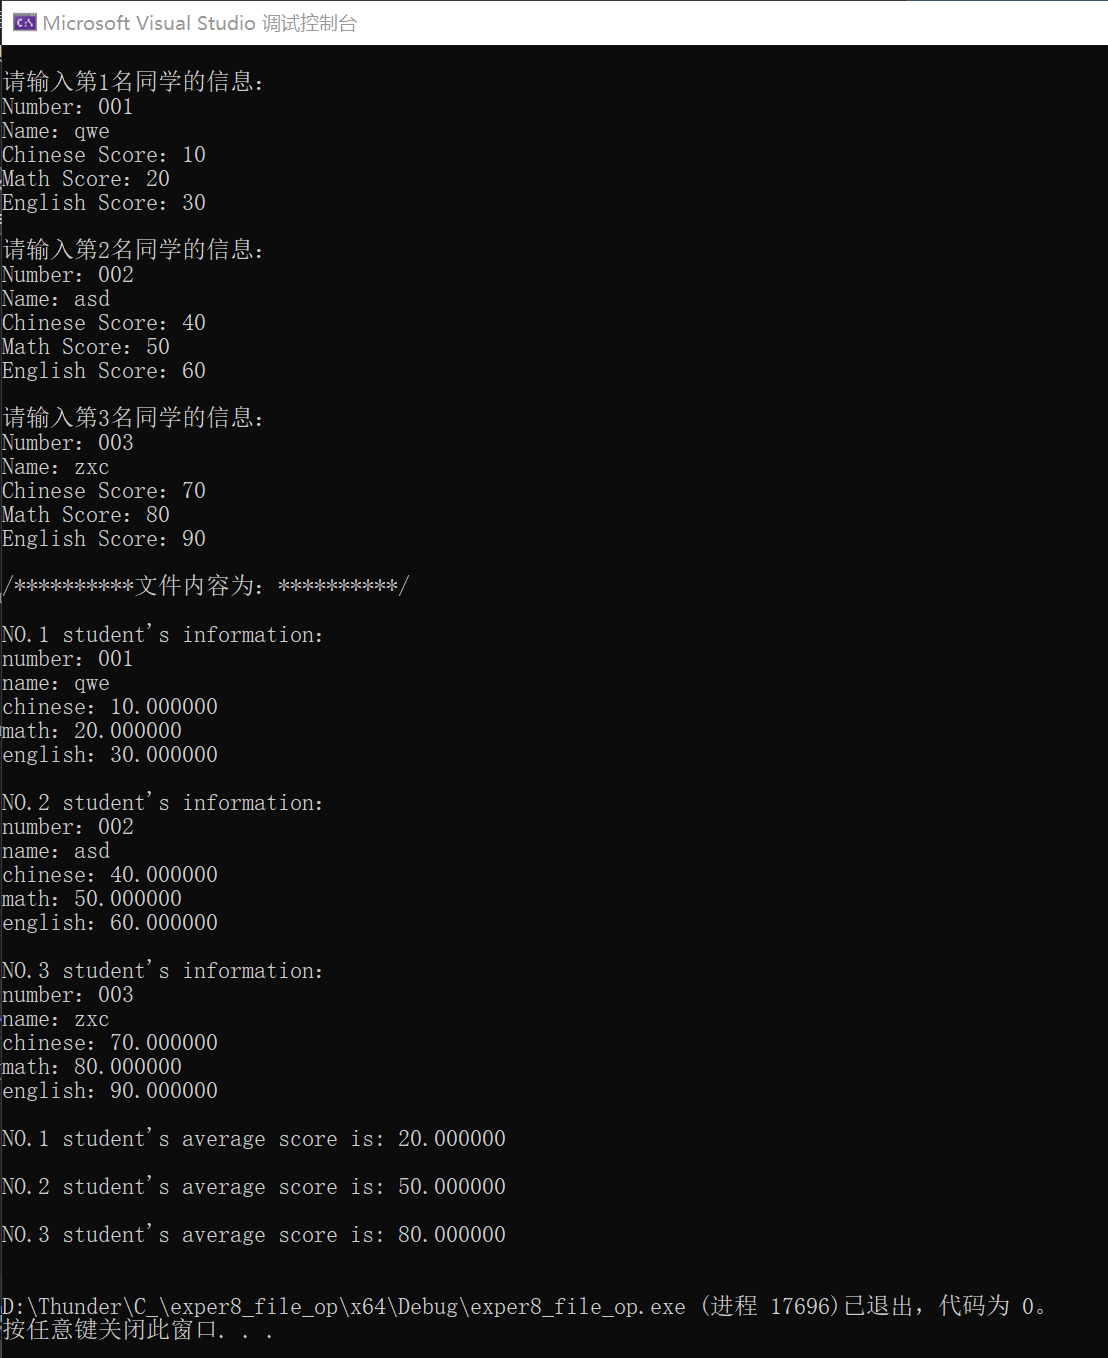 Microsoft Visual Studio 调试控制台
请输入第1名同学的信息：
Number：001
Name：qwe
Chinese Score：10
Math Score：20
English Score：30
请输入第2名同学的信息：
Number：002
Name：asd
Chinese Score：40
Math Score：50
English Score：60
请输入第3名同学的信息：
Number：003
Name：zxc
Chinese Score：70
Math Score：80
English Score：90
/**********文件内容为：**********/
NO.1 student's information：
number：001
name：qwe
chinese：10.000000
math：20.000000
english：30.000000
NO.2 student's information：
number：002
name：asd
chinese：40.000000
math：50.000000
english：60.000000
NO.3 student's information：
number：003
name：zxc
chinese：70.000000
math：80.000000
english：90.000000
NO.1 student's average score is: 20.000000
NO.2 student's average score is: 50.000000
NO.3 student's average score is: 80.000000
D:\Thunder\C_\exper8_file_op\x64\Debug\exper8_file_op.exe (进程 17696)已退出，代码为 0。
按任意键关闭此窗口. . .